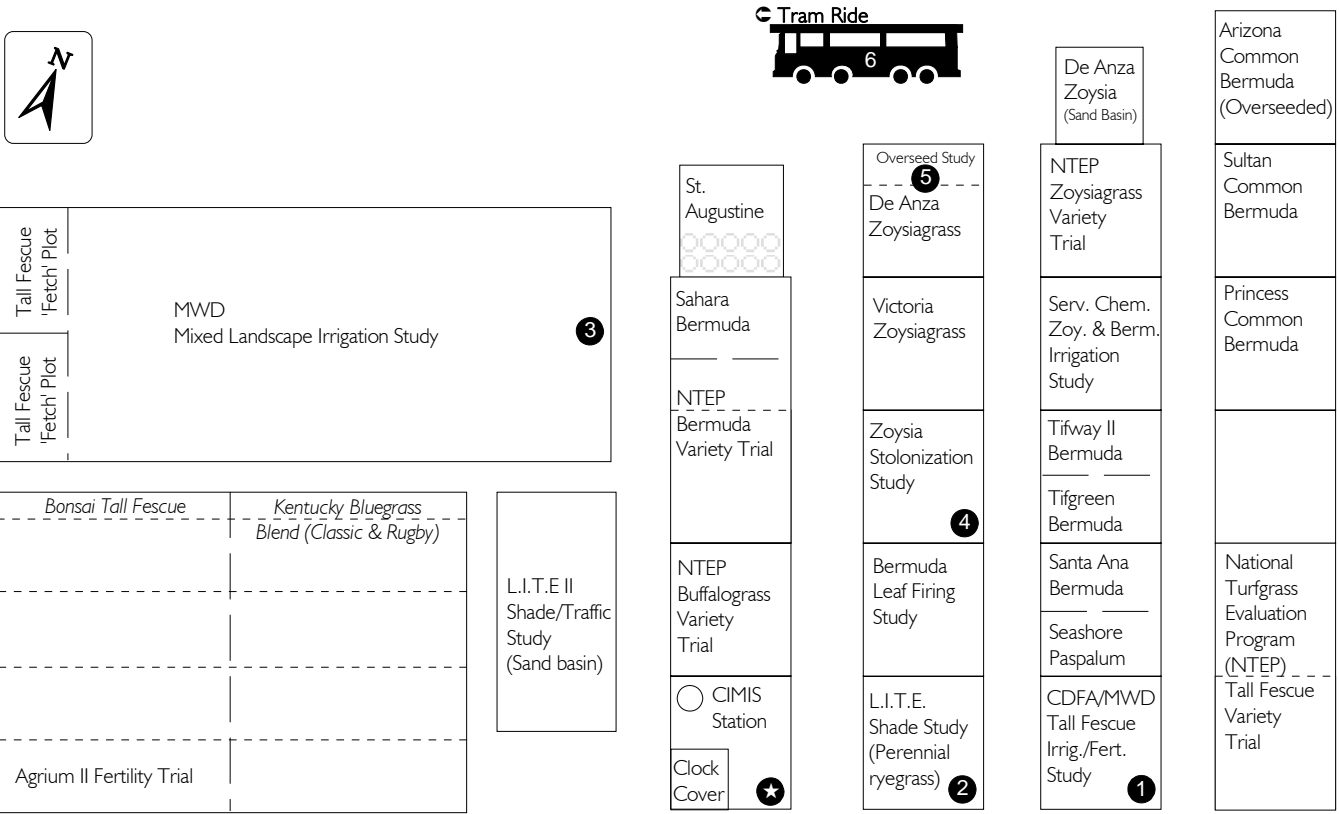 N
Tram Ride
6
Tall Fescue
'Fetch' Plot
Tall Fescue
'Fetch' Plot
MWD
Mixed Landscape Irrigation Study
3
Bonsai Tall Fescue
Kentucky Bluegrass
Blend (Classic & Rugby)
Agrium II Fertility Trial
L.I.T.E II
Shade/Traffic
Study
(Sand basin)
St.
Augustine
Sahara
Bermuda
NTEP
Bermuda
Variety Trial
NTEP
Buffalograss
Variety
Trial
CIMIS
Station
Clock
Cover
Overseed Study
5
De Anza
Zoysiagrass
Victoria
Zoysiagrass
Zoysia
Stolonization
Study
4
Bermuda
Leaf Firing
Study
L.I.T.E.
Shade Study
(Perennial
ryegrass)
2
De Anza
Zoysia
(Sand Basin)
NTEP
Zoysiagrass
Variety
Trial
Serv. Chem.
Zoy. & Berm.
Irrigation
Study
Tifway II
Bermuda
Tifgreen
Bermuda
Santa Ana
Bermuda
Seashore
Paspalum
CDFA/MWD
Tall Fescue
Irrig./Fert.
Study
1
Arizona
Common
Bermuda
(Overseeded)
Sultan
Common
Bermuda
Princess
Common
Bermuda
National
Turfgrass
Evaluation
Program
(NTEP)
Tall Fescue
Variety
Trial